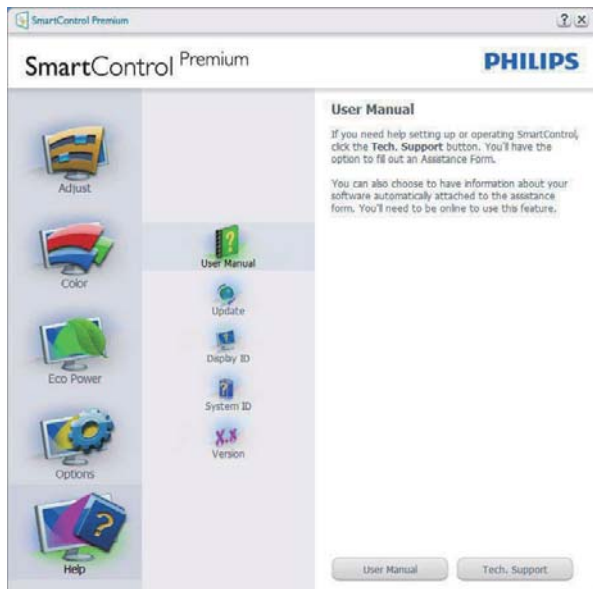 SmartControl Premium
? x
SmartControl Premium
PHILIPS
Adjust
Color
Eco Power
Options
?
Help
?
User Manual
Update
Display ID
?
System ID
X.X
Version
User Manual
If you need help setting up or operating SmartControl,
click the Tech. Support button. You'll have the
option to fill out an Assistance Form.
You can also choose to have information about your
software automatically attached to the assistance
form. You'll need to be online to use this feature.
User Manual
Tech. Support